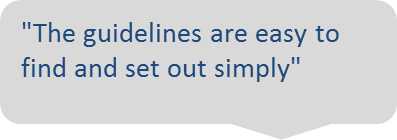 "The guidelines are easy to
find and set out simply"